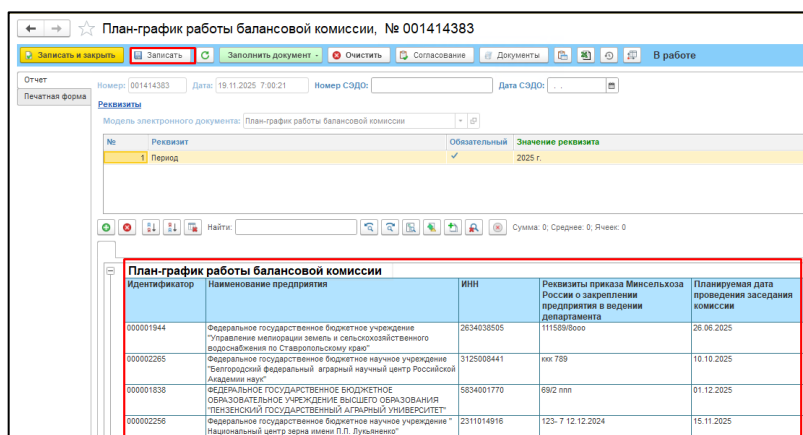 План-график работы балансовой комиссии, № 001414383
Записать и закрыть Записать Заполнить документ - Очистить Согласование Документы В работе
Отчет
Печатная форма
Номер: 001414383 Дата: 19.11.2025 7:00:21 Номер СЭДО: Дата СЭДО: . .
Реквизиты
Модель электронного документа: План-график работы балансовой комиссии
№ Реквизит Обязательный Значение реквизита
1 Период 2025 г.
Найти: Сумма: 0; Среднее: 0; Ячеек: 0
План-график работы балансовой комиссии
Идентификатор Наименование предприятия ИНН Реквизиты приказа Минсельхоза Планируемая дата
России о закреплении проведения заседания
предприятия в ведении комиссии
департамента
000001944 Федеральное государственное бюджетное учреждение 2634038505 111589/8ооо 26.06.2025
"Управление мелиорации земель и сельскохозяйственного
водоснабжения по Ставропольскому краю"
000002265 Федеральное государственное бюджетное научное учреждение 3125008441 ккк 789 10.10.2025
"Белгородский федеральный аграрный научный центр Российской
Академии наук"
000001838 ФЕДЕРАЛЬНОЕ ГОСУДАРСТВЕННОЕ БЮДЖЕТНОЕ 5834001770 69/2 ппп 01.12.2025
ОБРАЗОВАТЕЛЬНОЕ УЧРЕЖДЕНИЕ ВЫСШЕГО ОБРАЗОВАНИЯ
"ПЕНЗЕНСКИЙ ГОСУДАРСТВЕННЫЙ АГРАРНЫЙ УНИВЕРСИТЕТ"
000002256 Федеральное государственное бюджетное научное учреждение " 2311014916 123- 7 12.12.2024 15.11.2025
Национальный центр зерна имени П.П. Лукьяненко"